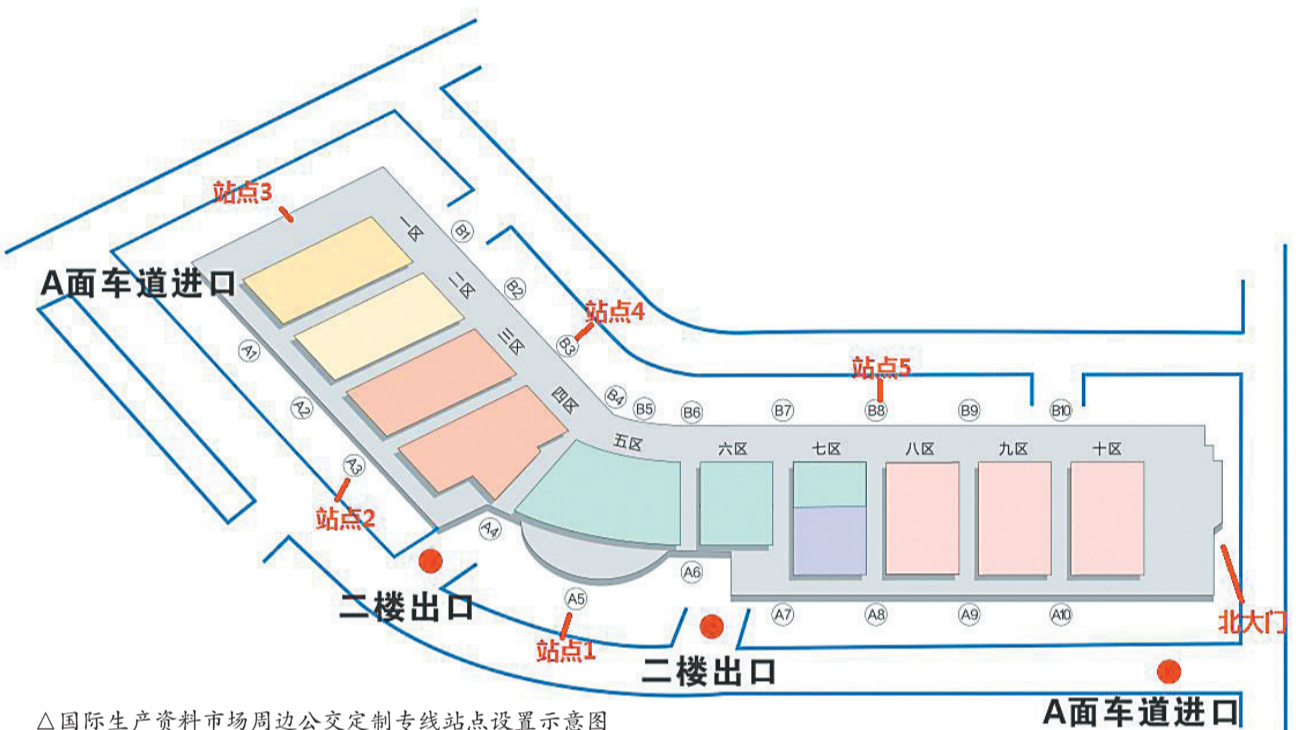 站点3
A面车道进口
一区
B1
二区
B2
站点4
三区
B3
A1
站点5
四区
B4
B5
B6
B7
B8
B9
B10
A2
五区
六区
七区
八区
九区
十区
A3
站点2
A4
A6
二楼出口
A5
A7
A8
A9
A10
北大门
站点1
二楼出口
A面车道进口
△国际生产资料市场周边公交定制专线站点设置示意图